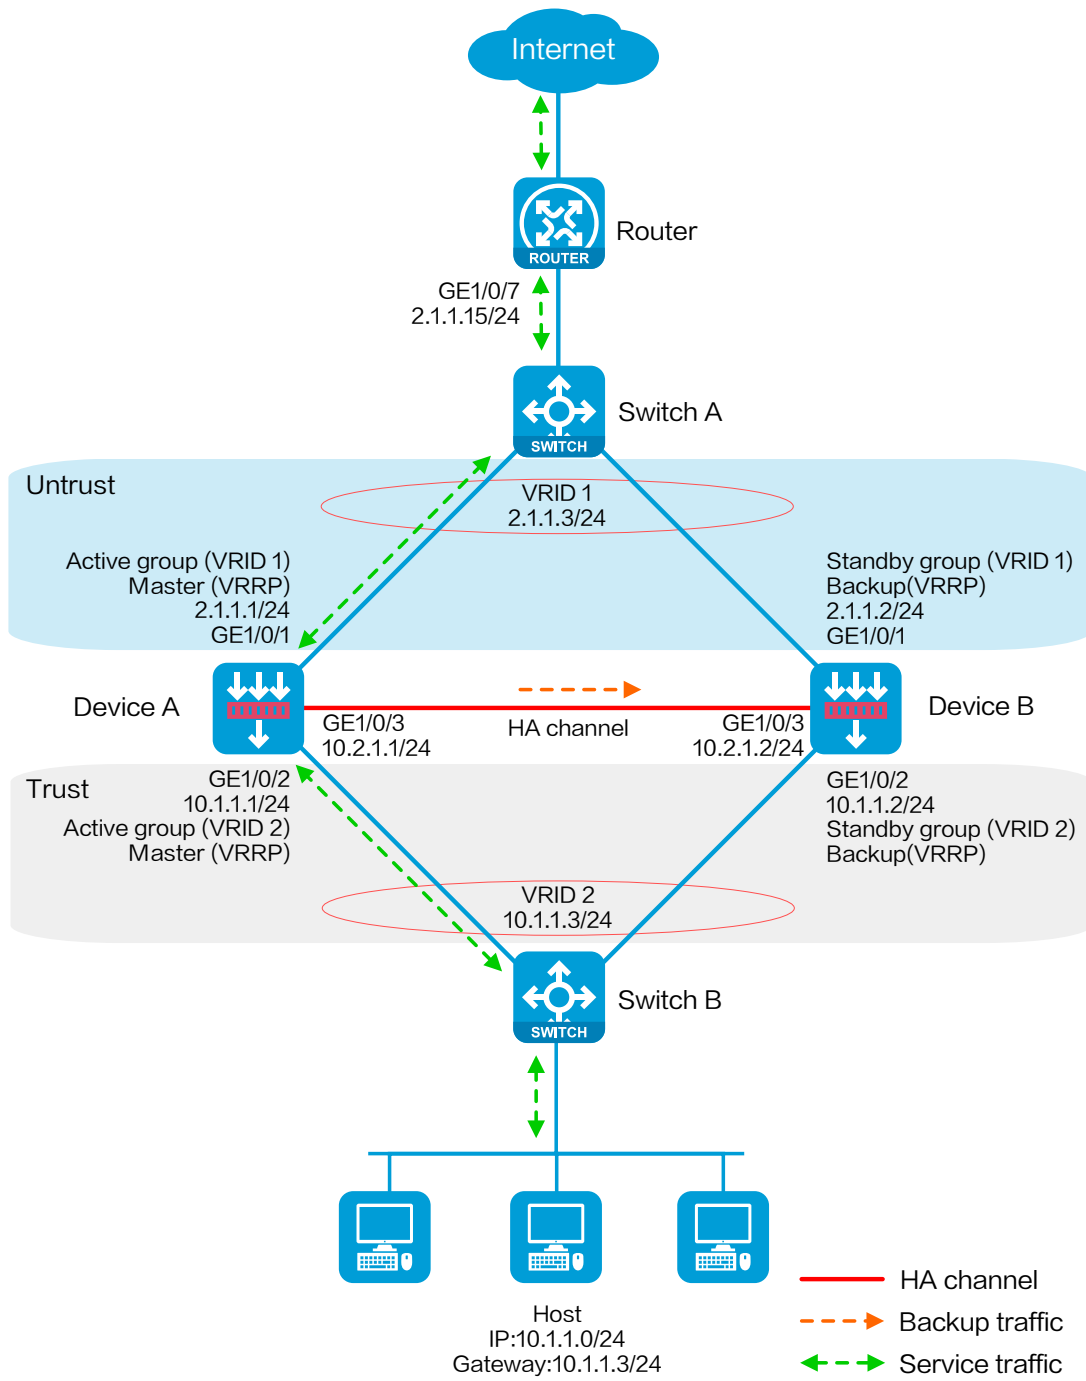 Internet
ROUTER
Router
GE1/0/7
2.1.1.15/24
SWITCH
Switch A
Untrust
VRID 1
2.1.1.3/24
Active group (VRID 1)
Master (VRRP)
2.1.1.1/24
GE1/0/1
Standby group (VRID 1)
Backup(VRRP)
2.1.1.2/24
GE1/0/1
Device A
GE1/0/3
10.2.1.1/24
HA channel
GE1/0/3
10.2.1.2/24
Device B
Trust
GE1/0/2
10.1.1.1/24
Active group (VRID 2)
Master (VRRP)
GE1/0/2
10.1.1.2/24
Standby group (VRID 2)
Backup(VRRP)
VRID 2
10.1.1.3/24
SWITCH
Switch B
Host
IP:10.1.1.0/24
Gateway:10.1.1.3/24
HA channel
Backup traffic
Service traffic